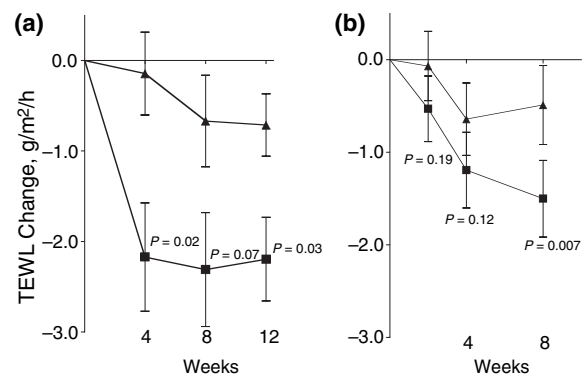 (a)
(b)
0.0
–1.0
–2.0
–3.0
TEWL Change, g/m²/h
P = 0.02
P = 0.07
P = 0.03
4
8
12
Weeks
0.0
–1.0
–2.0
–3.0
P = 0.19
P = 0.12
P = 0.007
4
8
Weeks